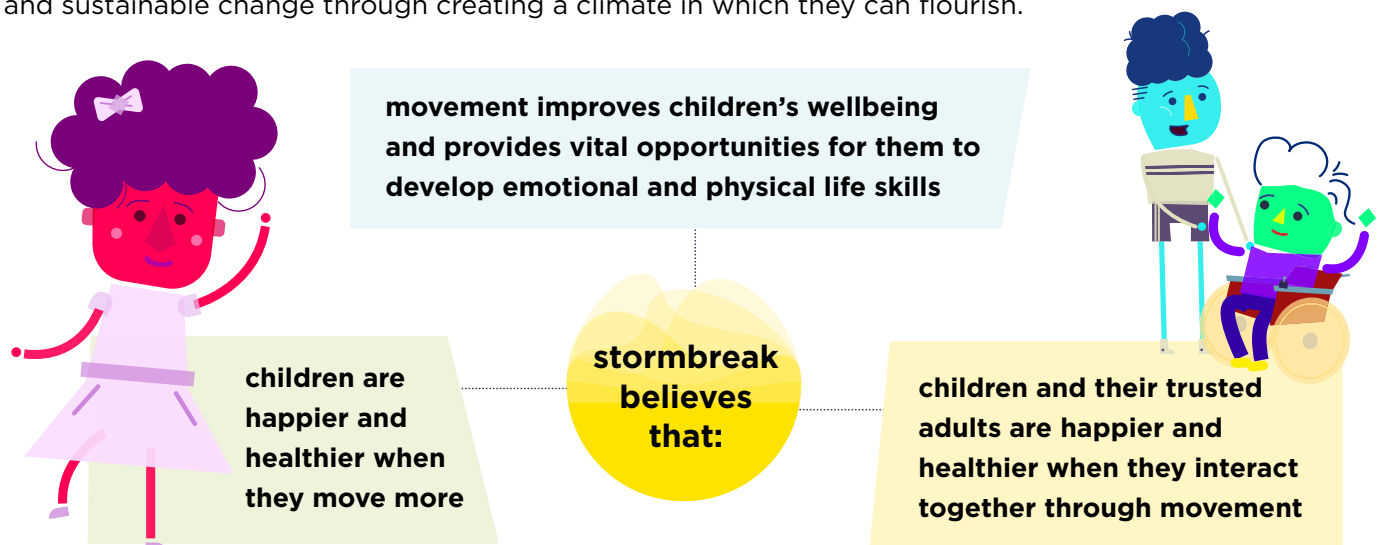 and sustainable change through creating a climate in which they can flourish.
movement improves children’s wellbeing
and provides vital opportunities for them to
develop emotional and physical life skills
stormbreak
believes
that:
children are
happier and
healthier when
they move more
children and their trusted
adults are happier and
healthier when they interact
together through movement